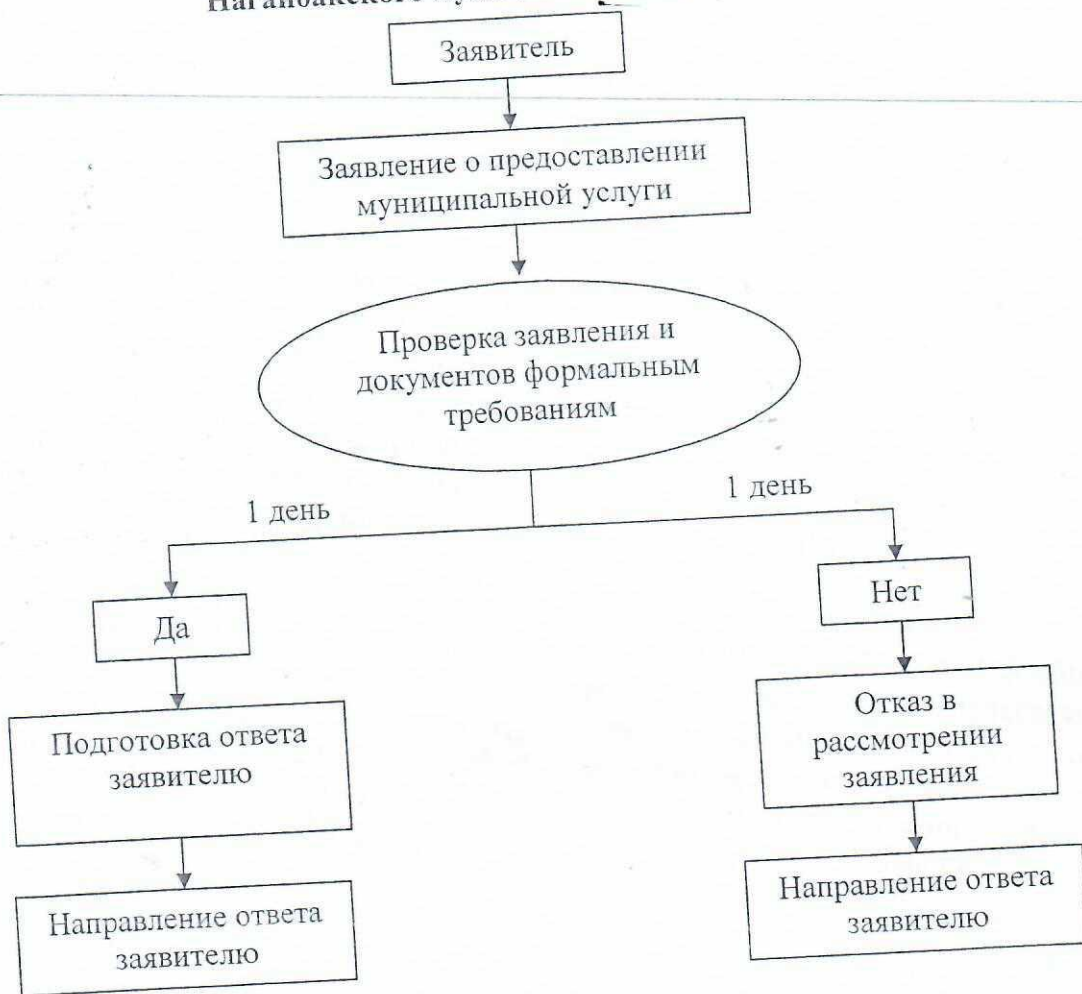 Заявитель
Заявление о предоставлении
муниципальной услуги
Проверка заявления и
документов формальным
требованиям
1 день
1 день
Да
Нет
Подготовка ответа
заявителю
Отказ в
рассмотрении
заявления
Направление ответа
заявителю
Направление ответа
заявителю